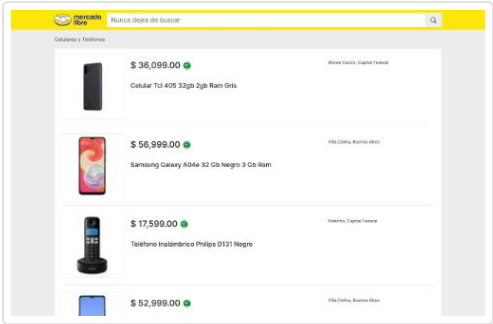 mercado
libre
Nunca dejes de buscar
Celulares y Teléfonos
$ 36,099.00
Monte Castro, Capital Federal
Celular Tcl 405 32gb 2gb Ram Gris
$ 56,999.00
Villa Celina, Buenos Aires
Samsung Galaxy A04e 32 Gb Negro 3 Gb Ram
$ 17,599.00
Palermo, Capital Federal
Teléfono Inalámbrico Philips D131 Negro
$ 52,999.00
Villa Celina, Buenos Aires